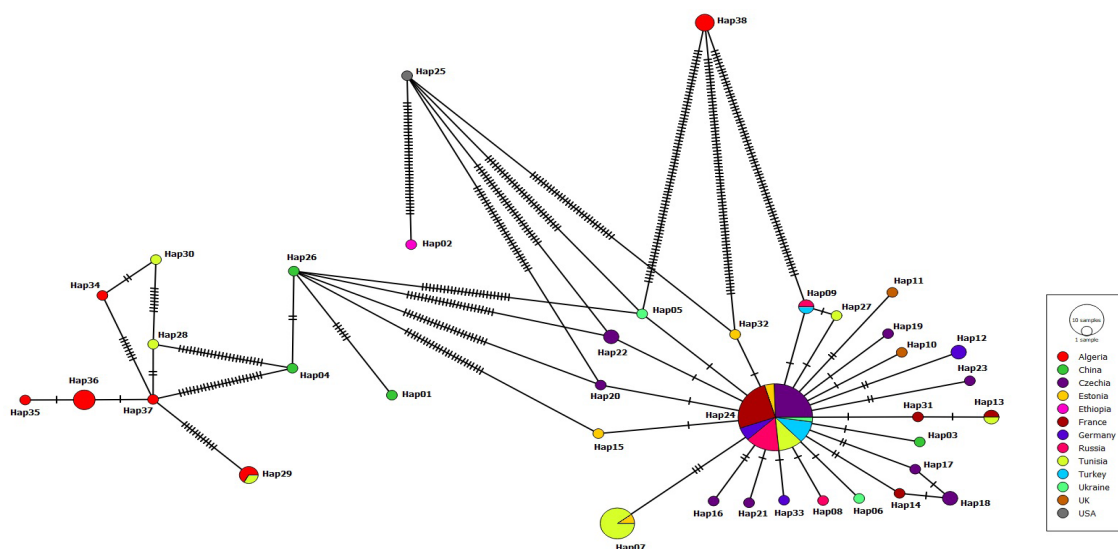 Hap38
Hap25
Hap02
Hap26
Hap30
Hap34
Hap28
Hap36
Hap35
Hap37
Hap04
Hap01
Hap29
Hap05
Hap32
Hap22
Hap20
Hap15
Hap24
Hap09
Hap27
Hap11
Hap19
Hap10
Hap12
Hap23
Hap31
Hap13
Hap03
Hap17
Hap18
Hap14
Hap06
Hap08
Hap33
Hap21
Hap16
Hap07
10 samples
1 sample
Algeria
China
Czechia
Estonia
Ethiopia
France
Germany
Russia
Tunisia
Turkey
Ukraine
UK
USA